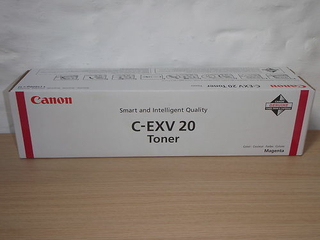 Canon
Smart and Intelligent Quality
C-EXV 20
Toner
Magenta